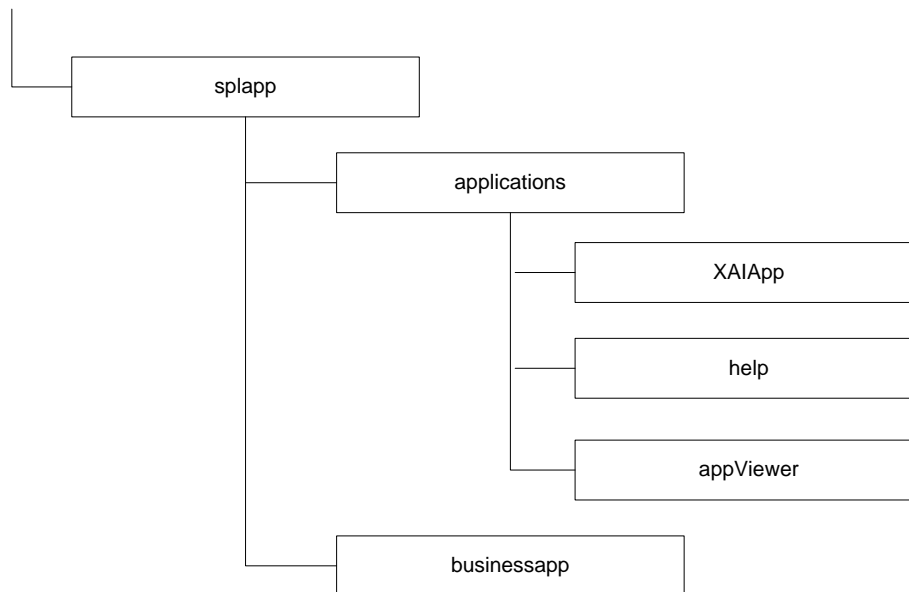 splapp
applications
XAIApp
help
appViewer
businessapp